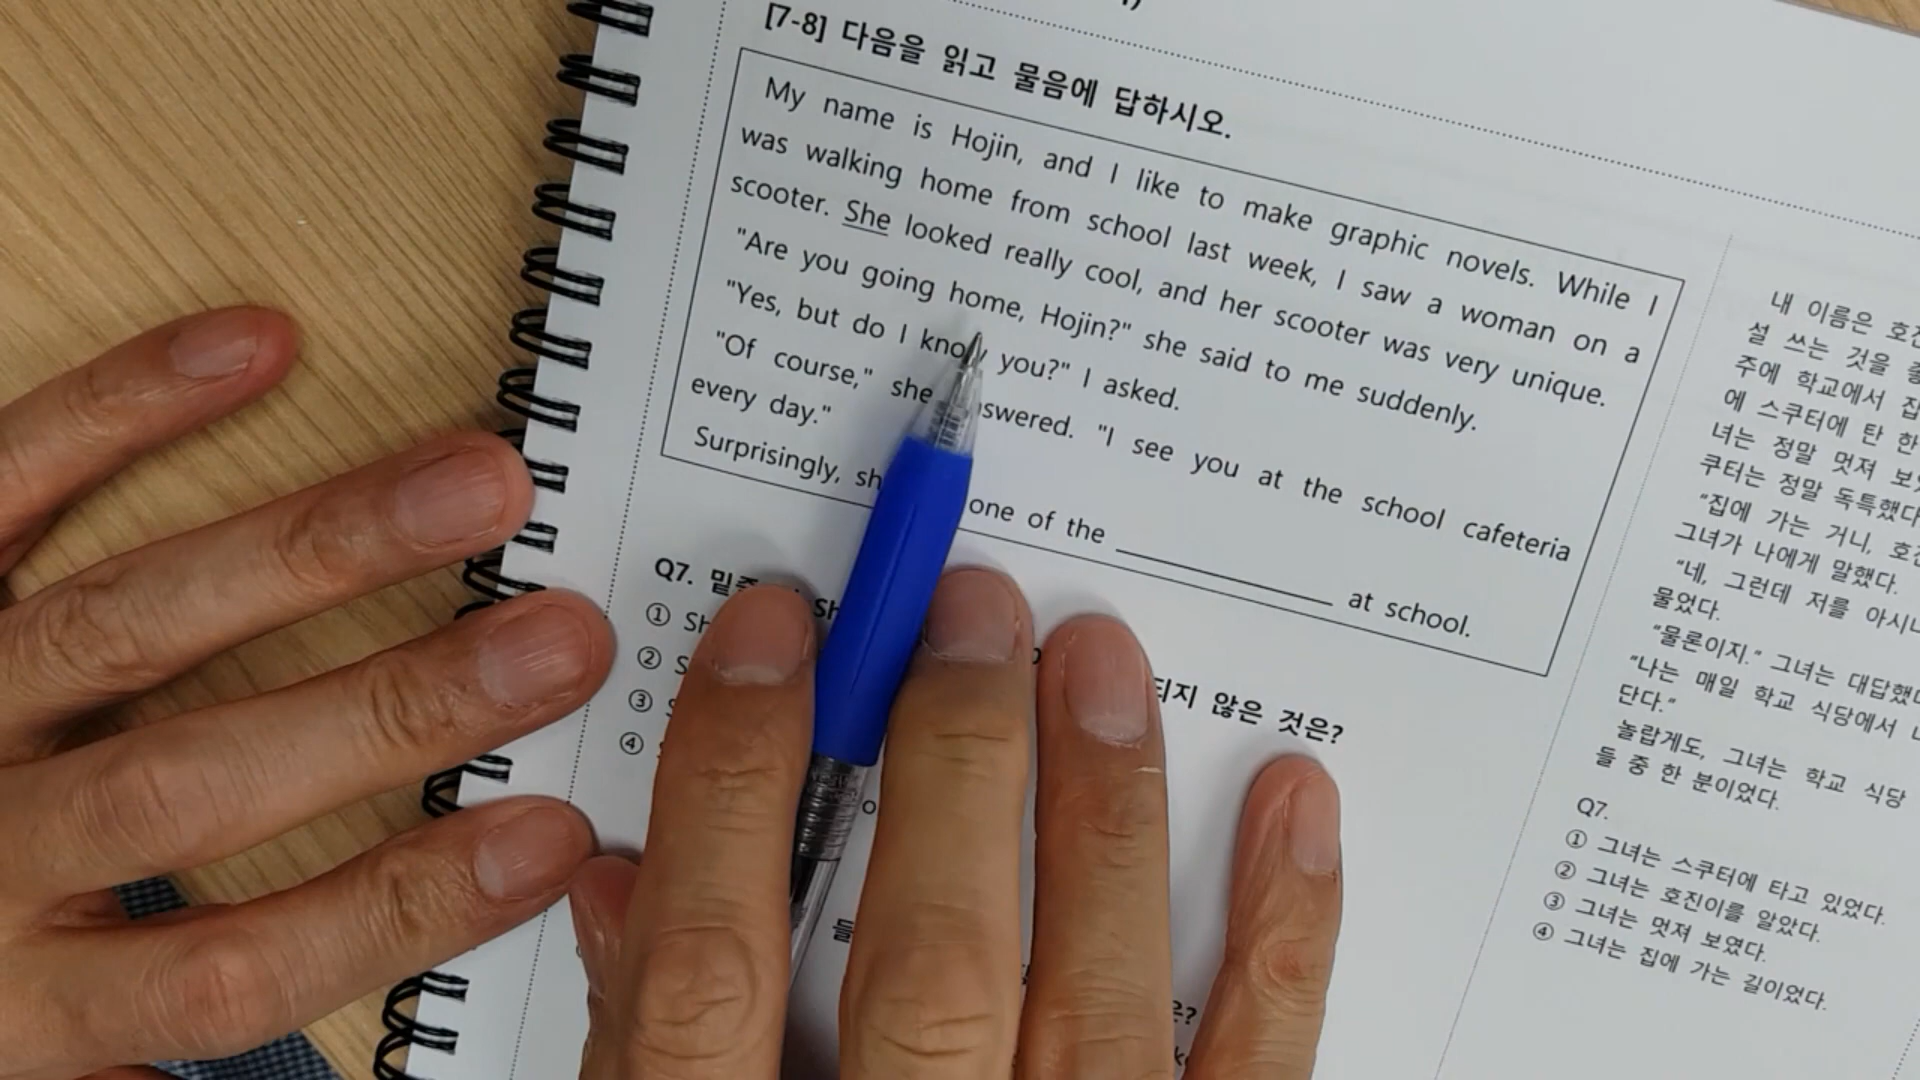 [7-8] 다음을 읽고 물음에 답하시오.
My name is Hojin, and I like to make graphic novels. While I
was walking home from school last week, I saw a woman on a
scooter. She looked really cool, and her scooter was very unique.
"Are you going home, Hojin?" she said to me suddenly.
"Yes, but do I know you?" I asked.
"Of course," she answered. "I see you at the school cafeteria
every day."
Surprisingly, one of the ____________ at school.
Q7.
되지 않은 것은?
①
②
③
④
내 이름은
설 쓰는 것을
주에 학교에서
에 스쿠터에 탄 한
녀는 정말 멋져
쿠터는 정말 독특했다
"집에 가는 거니,
그녀가 나에게 말했다.
"네, 그런데 저를
물었다.
"물론이지." 그녀는
"나는 매일 학교 식당에서
단다."
놀랍게도, 그녀는 학교 식당
들 중 한 분이었다.
Q7.
① 그녀는 스쿠터에 타고 있었다.
② 그녀는 호진이를 알았다.
③ 그녀는 멋져 보였다.
④ 그녀는 집에 가는 길이었다.